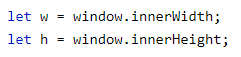 let w = window.innerWidth;
let h = window.innerHeight;